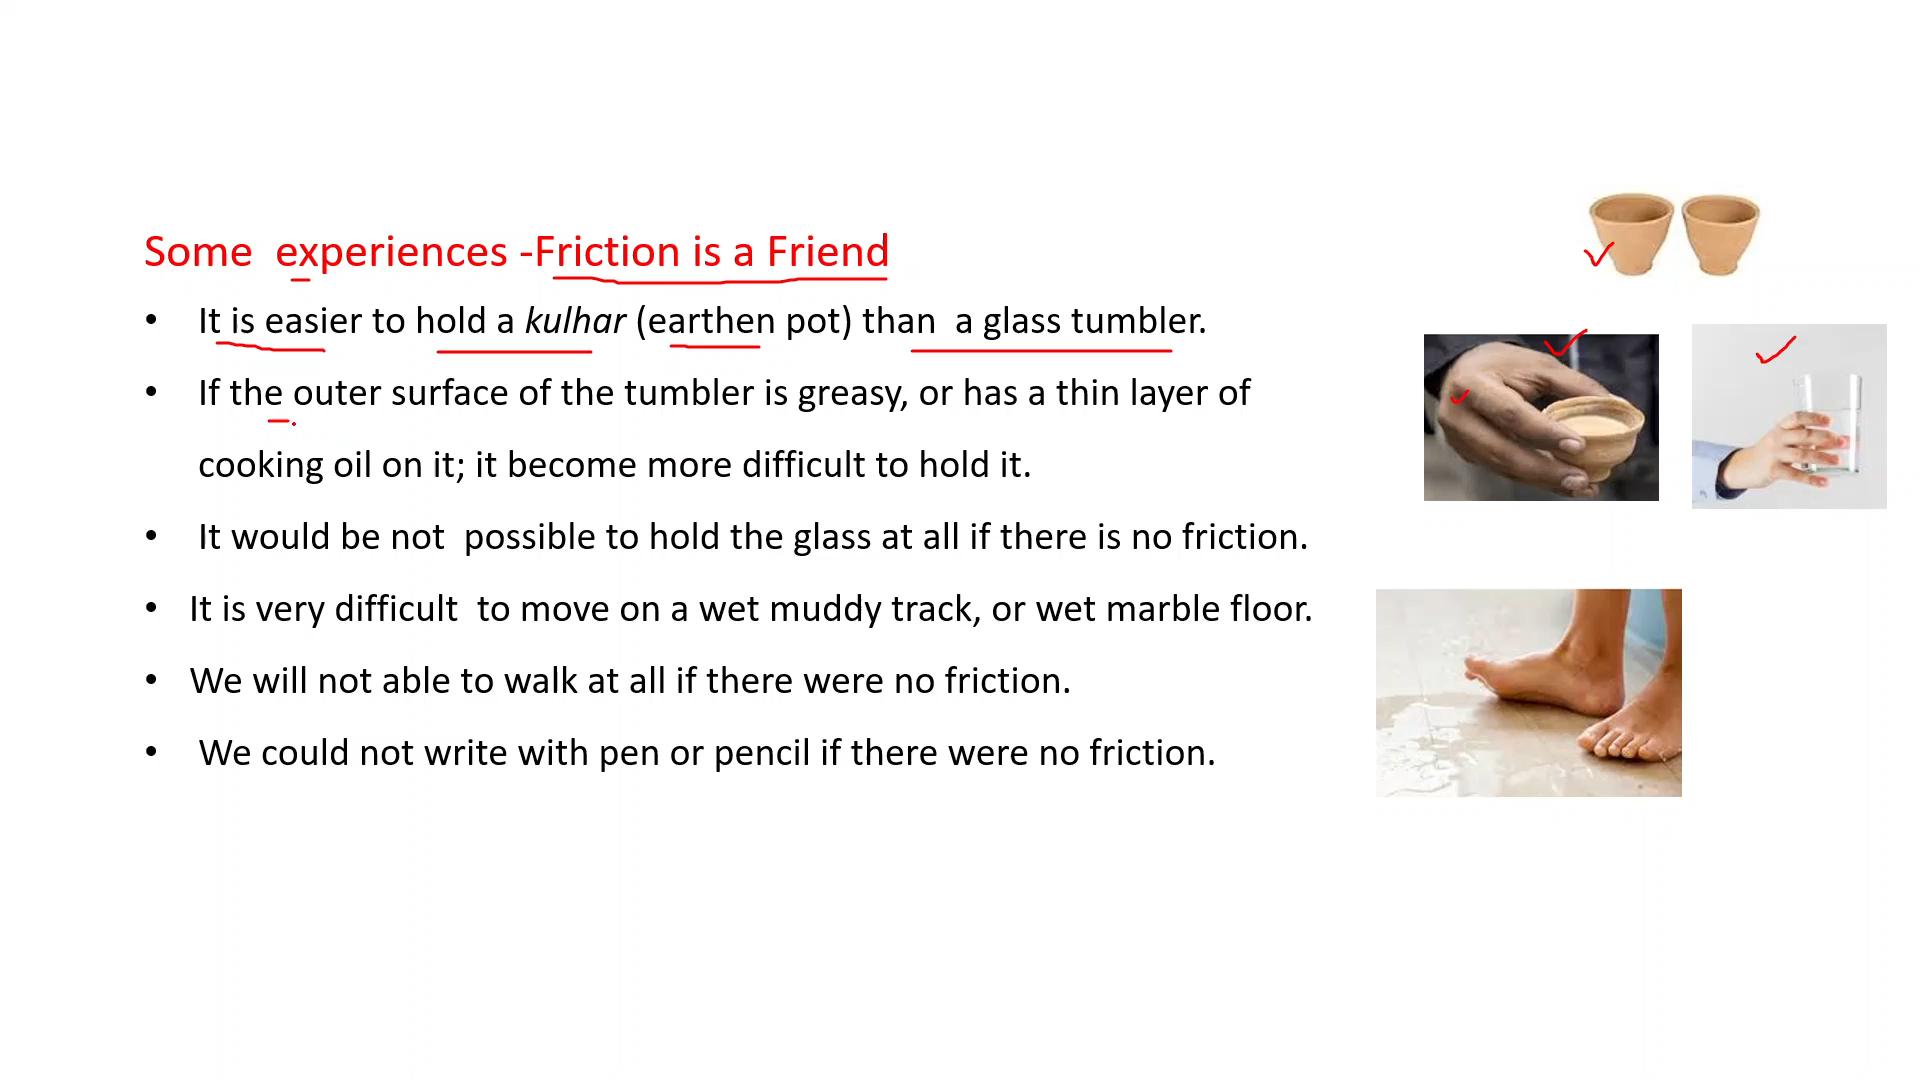 Some experiences -Friction is a Friend
• It is easier to hold a kulhar (earthen pot) than a glass tumbler.
• If the outer surface of the tumbler is greasy, or has a thin layer of
cooking oil on it; it become more difficult to hold it.
• It would be not possible to hold the glass at all if there is no friction.
• It is very difficult to move on a wet muddy track, or wet marble floor.
• We will not able to walk at all if there were no friction.
• We could not write with pen or pencil if there were no friction.